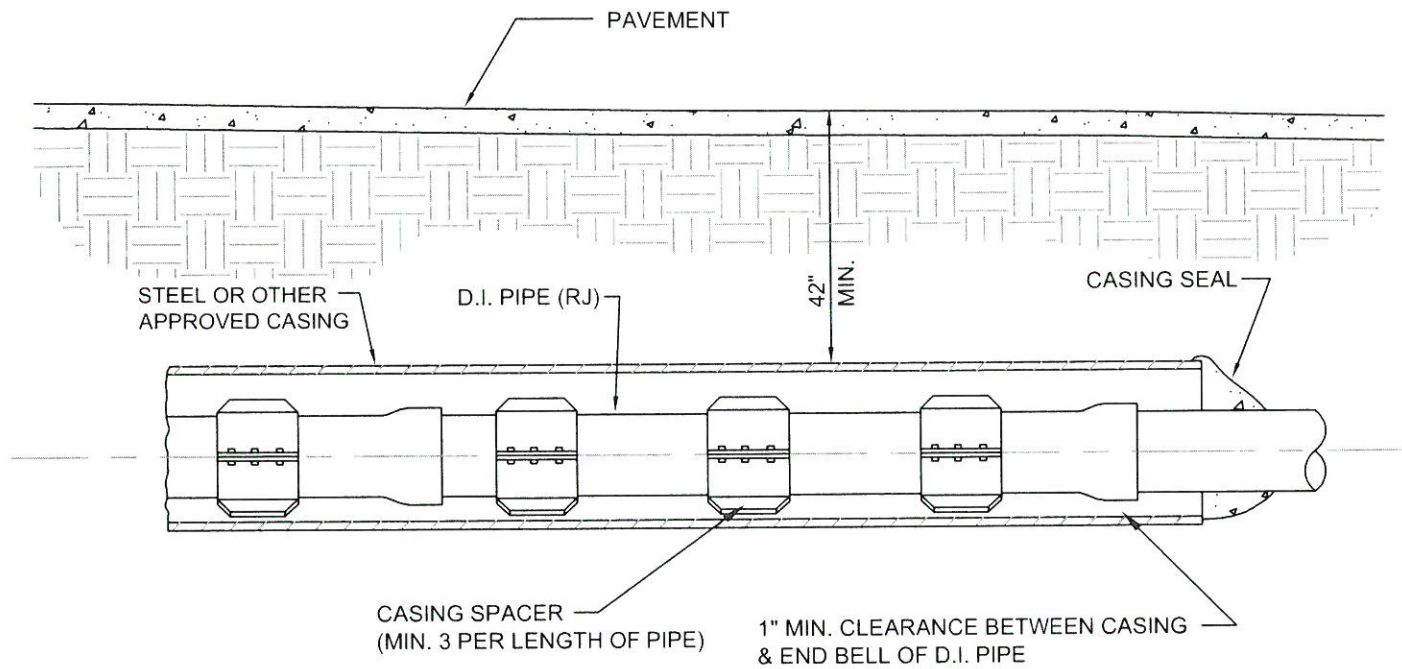 PAVEMENT
STEEL OR OTHER
APPROVED CASING
D.I. PIPE (RJ)
42"
MIN.
CASING SEAL
CASING SPACER
(MIN. 3 PER LENGTH OF PIPE)
1" MIN. CLEARANCE BETWEEN CASING
& END BELL OF D.I. PIPE